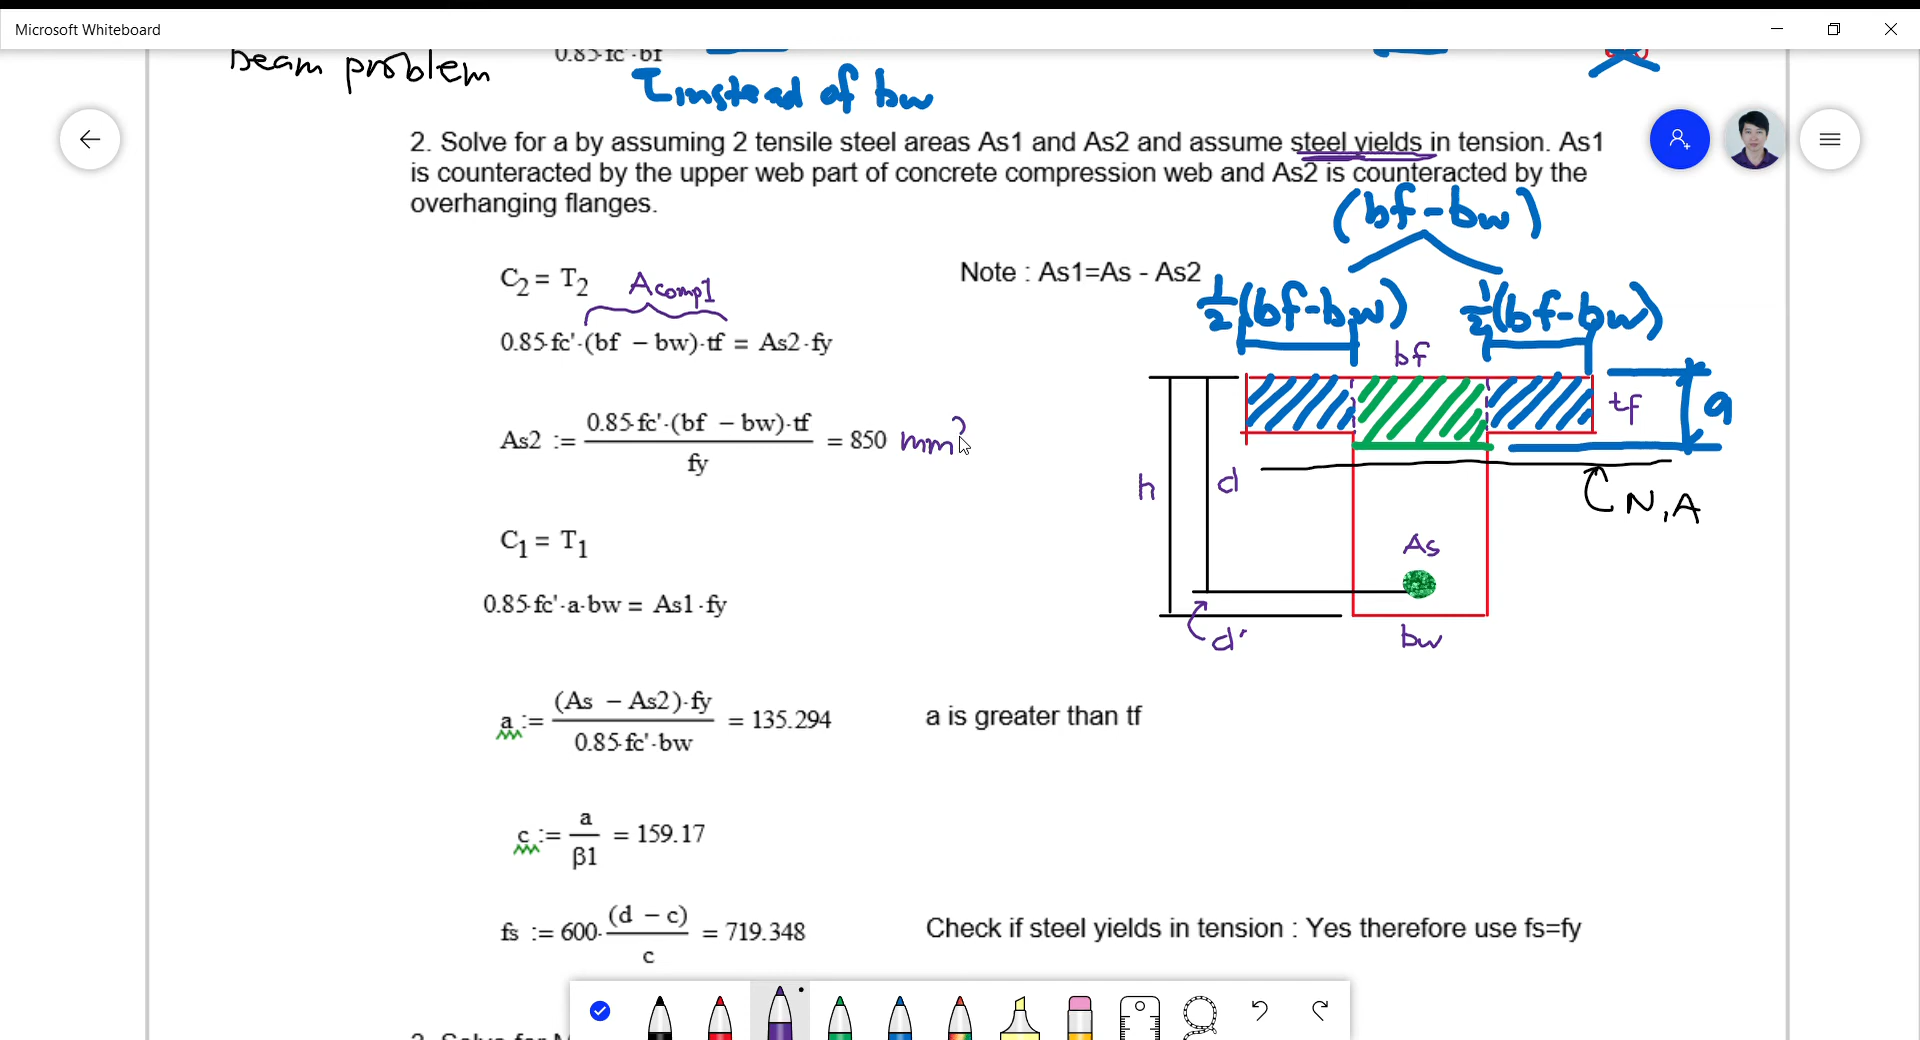 Microsoft Whiteboard
beam problem
0.85·fc'·bf
instead of bw
2. Solve for a by assuming 2 tensile steel areas As1 and As2 and assume steel yields in tension. As1
is counteracted by the upper web part of concrete compression web and As2 is counteracted by the
overhanging flanges.
(bf-bw)
C2 = T2
Acomp1
Note : As1=As - As2
1/2(bf-bw)
1/2(bf-bw)
0.85·fc'·(bf − bw)·tf = As2·fy
bf
tf
a
As2 := 0.85·fc'·(bf − bw)·tf / fy = 850 mm2
h
d
N.A
C1 = T1
As
0.85·fc'·a·bw = As1·fy
d'
bw
a := (As − As2)·fy / 0.85·fc'·bw = 135.294
a is greater than tf
c := a / β1 = 159.17
fs := 600·(d − c) / c = 719.348
Check if steel yields in tension : Yes therefore use fs=fy